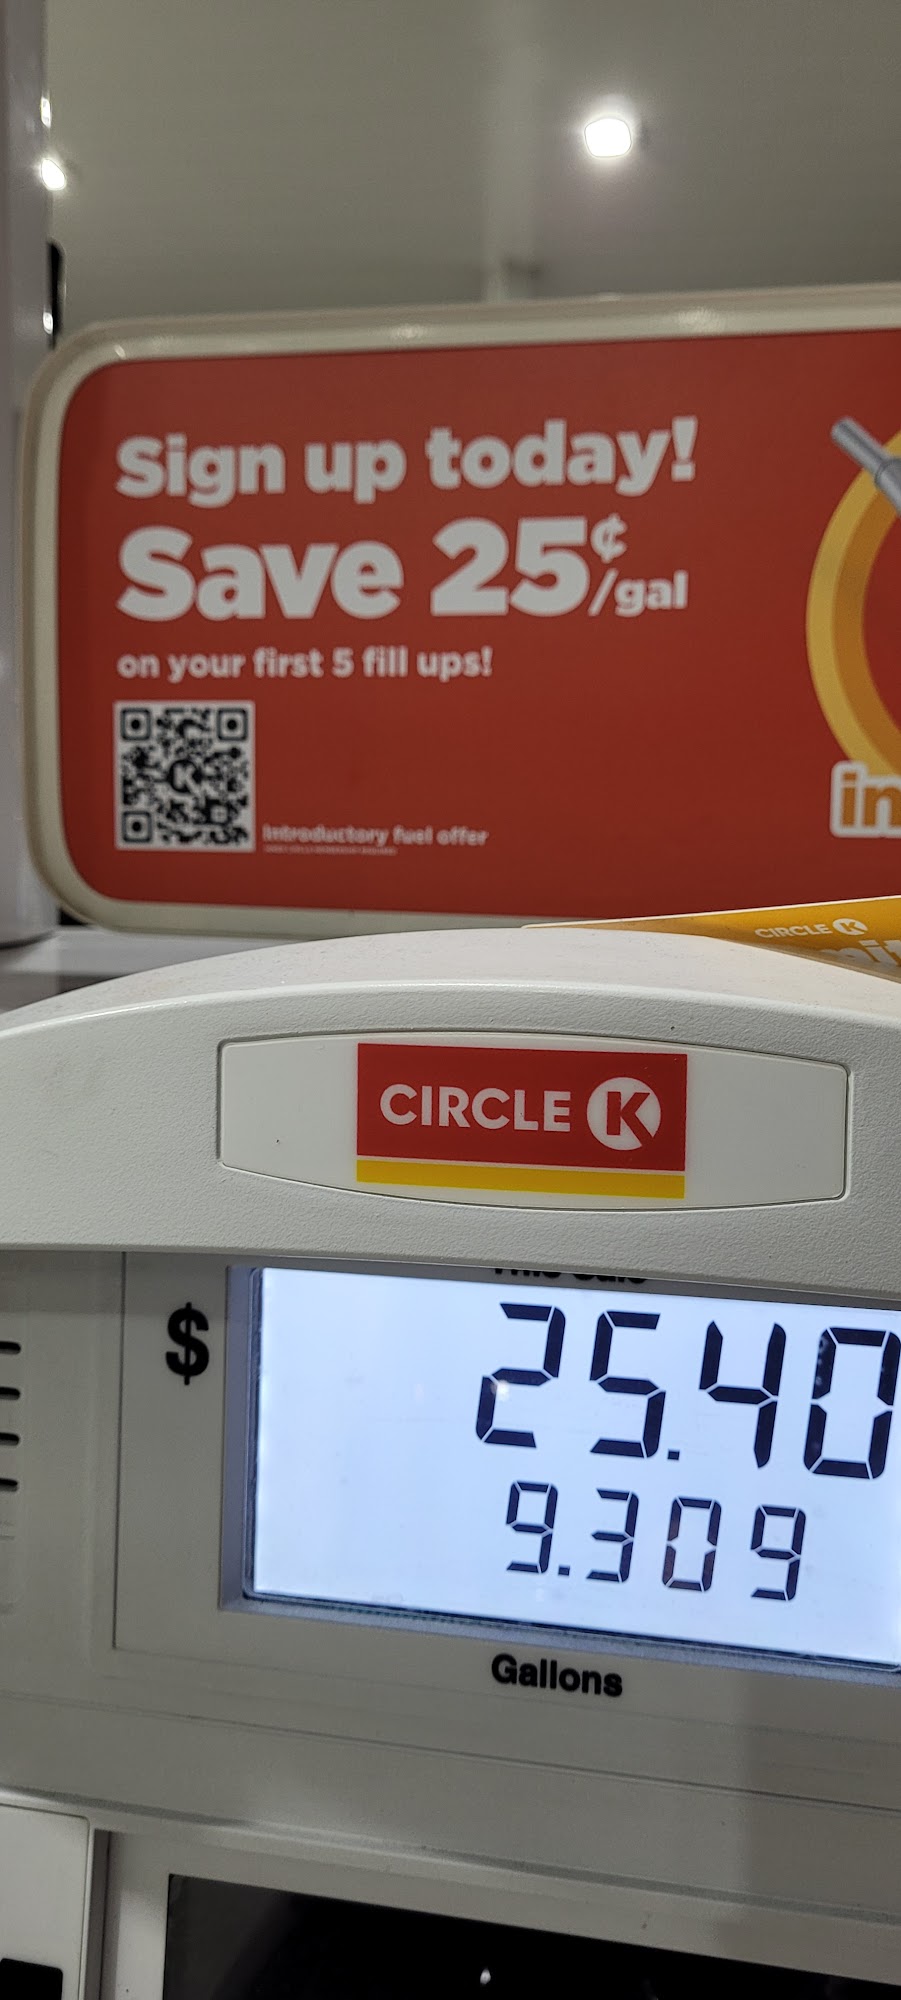 Sign up today!
Save 25¢/gal
on your first 5 fill ups!
Introductory fuel offer
in
CIRCLE K
CIRCLE K
$ 25.40
9.309
Gallons